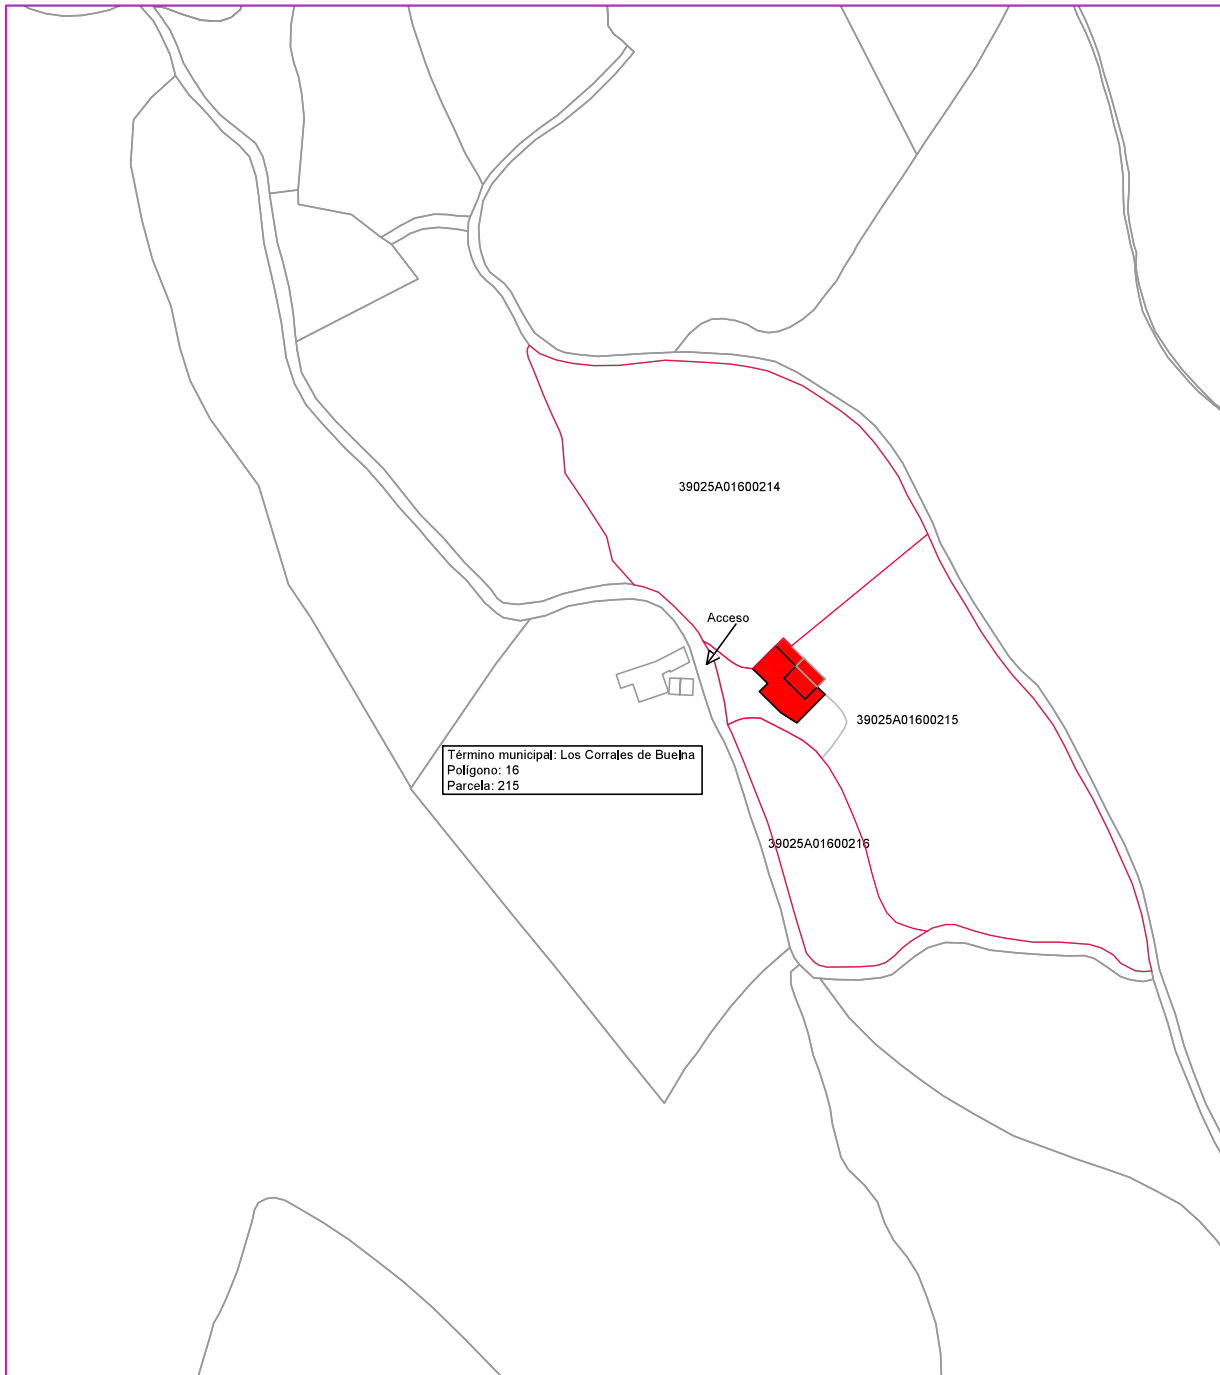 39025A01600214
Acceso
39025A01600215
Término municipal: Los Corrales de Buelna
Polígono: 16
Parcela: 215
39025A01600216